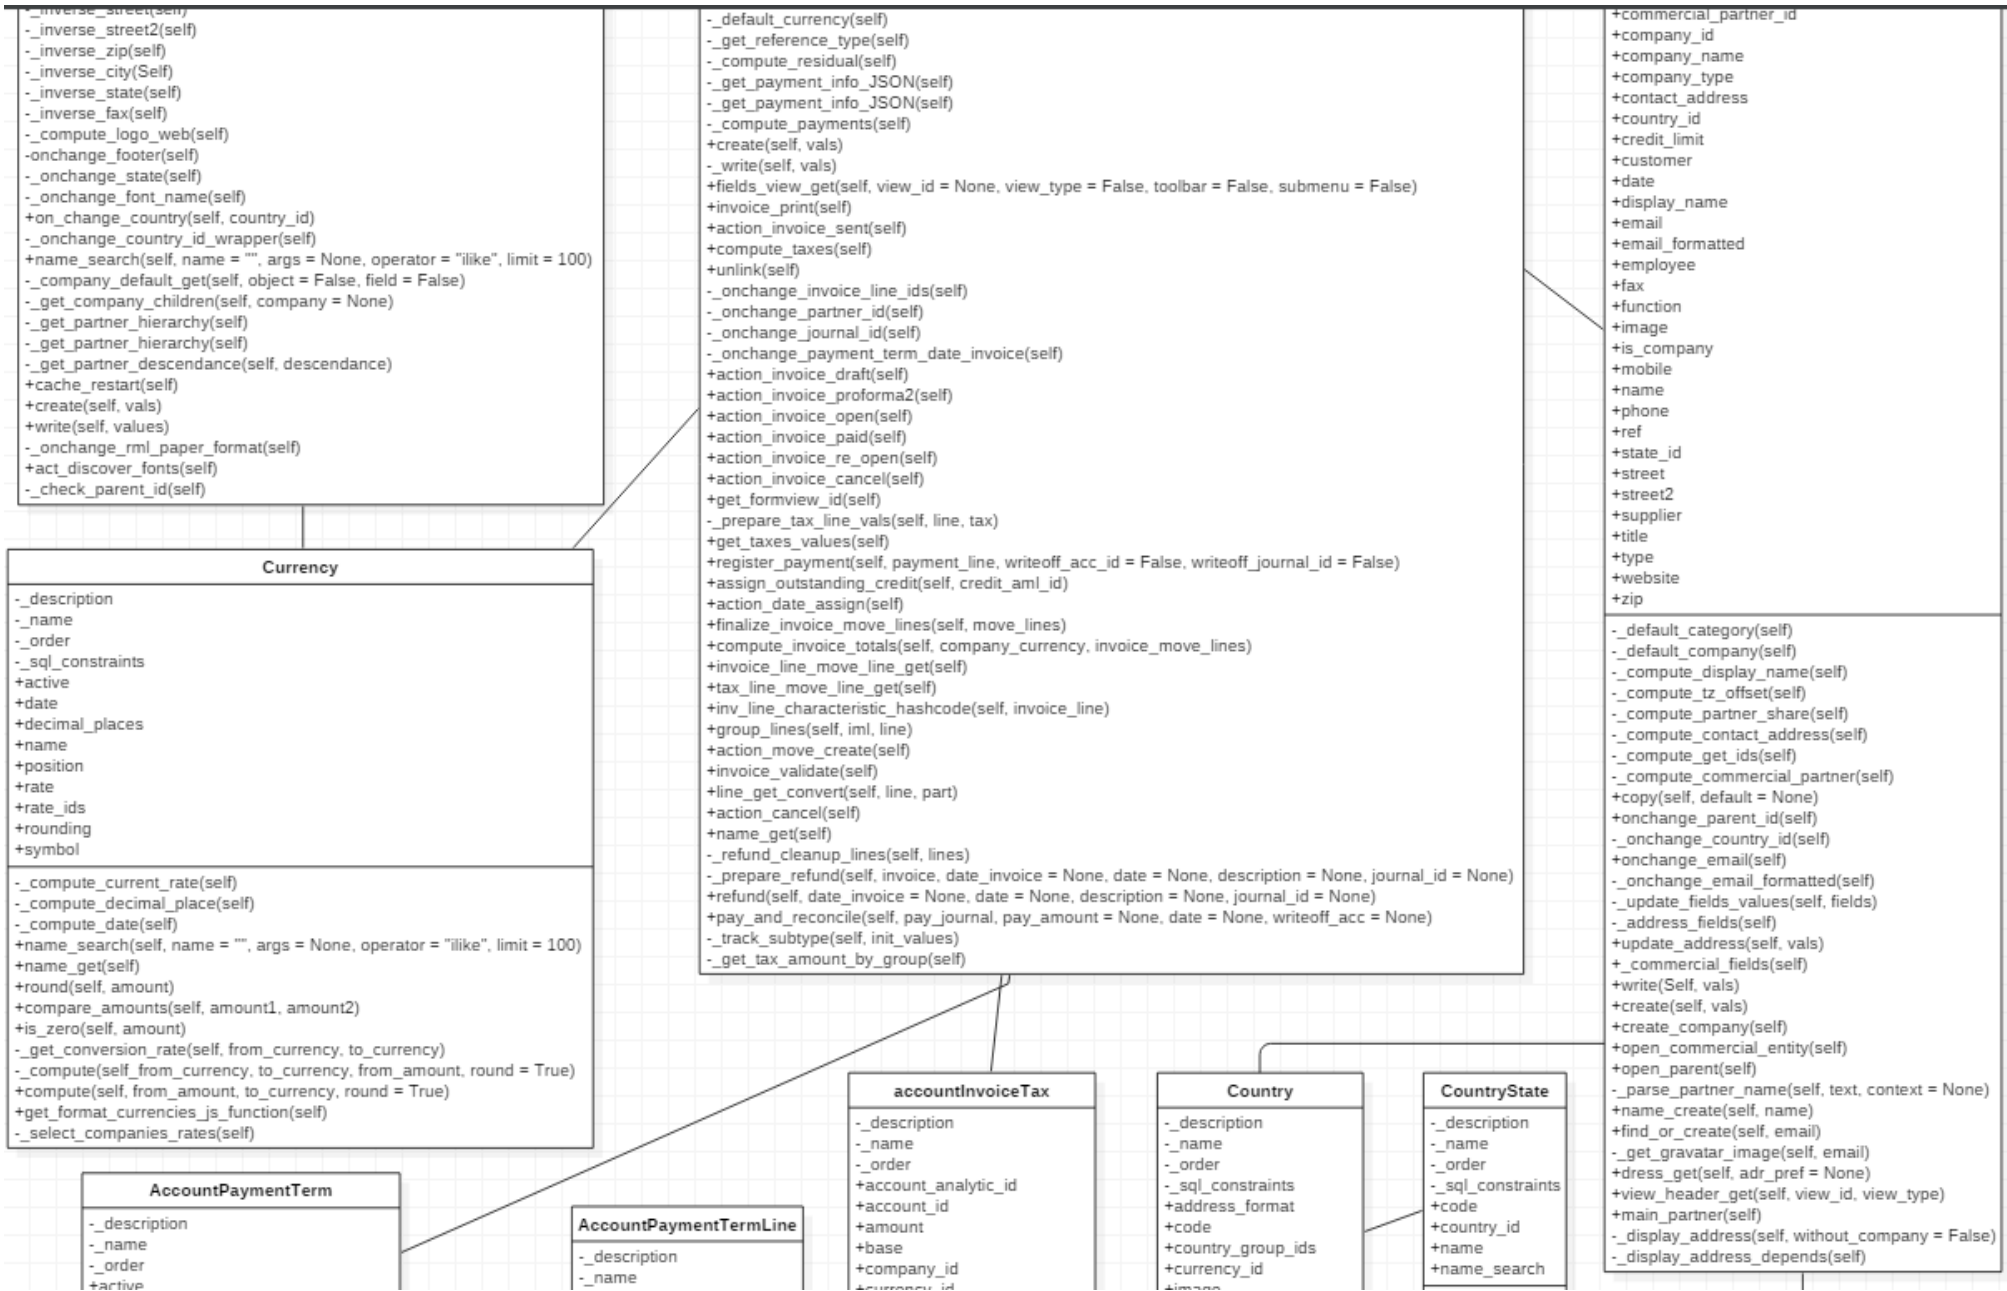 -_inverse_street(self)
-_inverse_street2(self)
-_inverse_zip(self)
-_inverse_city(Self)
-_inverse_state(self)
-_inverse_fax(self)
-_compute_logo_web(self)
-onchange_footer(self)
-_onchange_state(self)
-_onchange_font_name(self)
+on_change_country(self, country_id)
-_onchange_country_id_wrapper(self)
+name_search(self, name = "", args = None, operator = "ilike", limit = 100)
-_company_default_get(self, object = False, field = False)
-_get_company_children(self, company = None)
-_get_partner_hierarchy(self)
-_get_partner_hierarchy(self)
-_get_partner_descendance(self, descendance)
+cache_restart(self)
+create(self, vals)
+write(self, values)
-_onchange_rml_paper_format(self)
+act_discover_fonts(self)
-_check_parent_id(self)
Currency
-_description
-_name
-_order
-_sql_constraints
+active
+date
+decimal_places
+name
+position
+rate
+rate_ids
+rounding
+symbol
-_compute_current_rate(self)
-_compute_decimal_place(self)
-_compute_date(self)
+name_search(self, name = "", args = None, operator = "ilike", limit = 100)
+name_get(self)
+round(self, amount)
+compare_amounts(self, amount1, amount2)
+is_zero(self, amount)
-_get_conversion_rate(self, from_currency, to_currency)
-_compute(self_from_currency, to_currency, from_amount, round = True)
+compute(self, from_amount, to_currency, round = True)
+get_format_currencies_js_function(self)
-_select_companies_rates(self)
AccountPaymentTerm
-_description
-_name
-_order
+active
AccountPaymentTermLine
-_description
-_name
-_default_currency(self)
-_get_reference_type(self)
-_compute_residual(self)
-_get_payment_info_JSON(self)
-_get_payment_info_JSON(self)
-_compute_payments(self)
+create(self, vals)
-_write(self, vals)
+fields_view_get(self, view_id = None, view_type = False, toolbar = False, submenu = False)
+invoice_print(self)
+action_invoice_sent(self)
+compute_taxes(self)
+unlink(self)
-_onchange_invoice_line_ids(self)
-_onchange_partner_id(self)
-_onchange_journal_id(self)
-_onchange_payment_term_date_invoice(self)
+action_invoice_draft(self)
+action_invoice_proforma2(self)
+action_invoice_open(self)
+action_invoice_paid(self)
+action_invoice_re_open(self)
+action_invoice_cancel(self)
+get_formview_id(self)
-_prepare_tax_line_vals(self, line, tax)
+get_taxes_values(self)
+register_payment(self, payment_line, writeoff_acc_id = False, writeoff_journal_id = False)
+assign_outstanding_credit(self, credit_aml_id)
+action_date_assign(self)
+finalize_invoice_move_lines(self, move_lines)
+compute_invoice_totals(self, company_currency, invoice_move_lines)
+invoice_line_move_line_get(self)
+tax_line_move_line_get(self)
+inv_line_characteristic_hashcode(self, invoice_line)
+group_lines(self, iml, line)
+action_move_create(self)
+invoice_validate(self)
+line_get_convert(self, line, part)
+action_cancel(self)
+name_get(self)
-_refund_cleanup_lines(self, lines)
-_prepare_refund(self, invoice, date_invoice = None, date = None, description = None, journal_id = None)
+refund(self, date_invoice = None, date = None, description = None, journal_id = None)
+pay_and_reconcile(self, pay_journal, pay_amount = None, date = None, writeoff_acc = None)
-_track_subtype(self, init_values)
-_get_tax_amount_by_group(self)
accountInvoiceTax
-_description
-_name
-_order
+account_analytic_id
+account_id
+amount
+base
+company_id
+currency_id
Country
-_description
-_name
-_order
-_sql_constraints
+address_format
+code
+country_group_ids
+currency_id
+image
CountryState
-_description
-_name
-_order
-_sql_constraints
+code
+country_id
+name
+name_search
+commercial_partner_id
+company_id
+company_name
+company_type
+contact_address
+country_id
+credit_limit
+customer
+date
+display_name
+email
+email_formatted
+employee
+fax
+function
+image
+is_company
+mobile
+name
+phone
+ref
+state_id
+street
+street2
+supplier
+title
+type
+website
+zip
-_default_category(self)
-_default_company(self)
-_compute_display_name(self)
-_compute_tz_offset(self)
-_compute_partner_share(self)
-_compute_contact_address(self)
-_compute_get_ids(self)
-_compute_commercial_partner(self)
+copy(self, default = None)
+onchange_parent_id(self)
-_onchange_country_id(self)
+onchange_email(self)
-_onchange_email_formatted(self)
-_update_fields_values(self, fields)
-_address_fields(self)
+update_address(self, vals)
+_commercial_fields(self)
+write(Self, vals)
+create(self, vals)
+create_company(self)
+open_commercial_entity(self)
+open_parent(self)
-_parse_partner_name(self, text, context = None)
+name_create(self, name)
+find_or_create(self, email)
-_get_gravatar_image(self, email)
+dress_get(self, adr_pref = None)
+view_header_get(self, view_id, view_type)
+main_partner(self)
-_display_address(self, without_company = False)
-_display_address_depends(self)